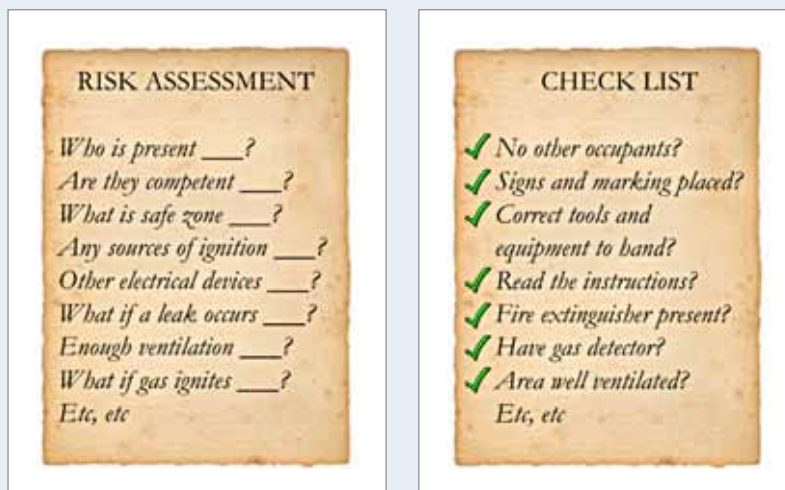 RISK ASSESSMENT
Who is present ___?
Are they competent ___?
What is safe zone ___?
Any sources of ignition ___?
Other electrical devices ___?
What if a leak occurs ___?
Enough ventilation ___?
What if gas ignites ___?
Etc, etc
CHECK LIST
No other occupants?
Signs and marking placed?
Correct tools and
equipment to hand?
Read the instructions?
Fire extinguisher present?
Have gas detector?
Area well ventilated?
Etc, etc